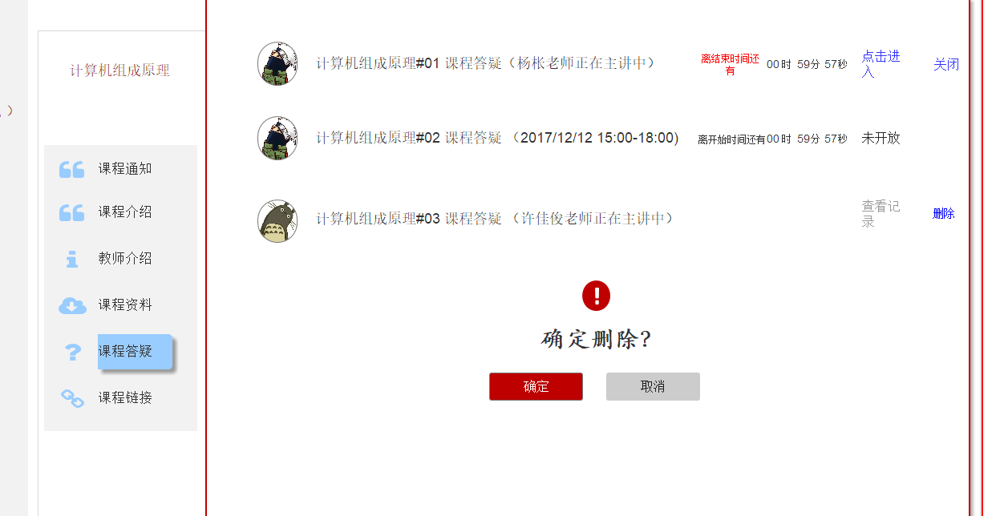 计算机组成原理
）
课程通知
课程介绍
教师介绍
课程资料
课程答疑
课程链接
计算机组成原理#01 课程答疑（杨枨老师正在主讲中） 离结束时间还有 00时 59分 57秒 点击进入 关闭
计算机组成原理#02 课程答疑 （2017/12/12 15:00-18:00) 离开始时间还有00时 59分 57秒 未开放
计算机组成原理#03 课程答疑 （许佳俊老师正在主讲中） 查看记录 删除
确定删除?
确定 取消